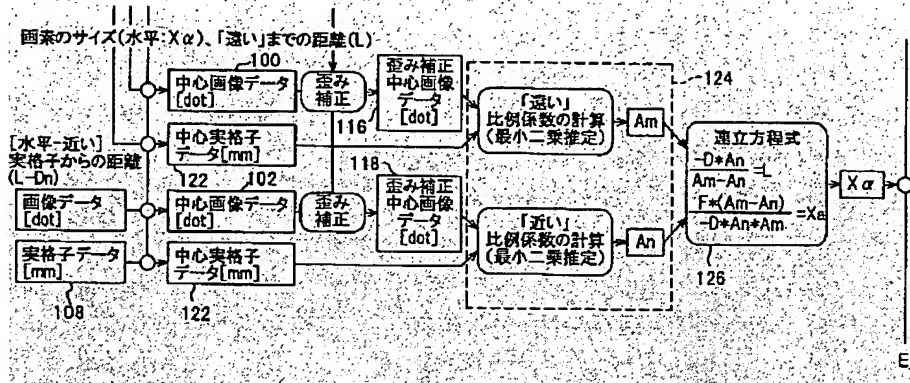 画素のサイズ(水平:Xα)、「遠い」までの距離(L)
100
中心画像データ
[dot]
歪み
補正
歪み補正
中心画像
データ
[dot]
116
124
「遠い」
比例係数の計算
(最小二乗推定)
Am
[水平-近い]
実格子からの距離
(L-Dn)
中心実格子
データ[mm]
122
102
118
画像データ
[dot]
中心画像データ
[dot]
歪み
補正
歪み補正
中心画像
データ
[dot]
「近い」
比例係数の計算
(最小二乗推定)
An
連立方程式
-D*An
Am-An
=L
F*(Am-An)
-D*An*Am
=Xa
126
Xα
実格子データ
[mm]
108
中心実格子
データ[mm]
122
E